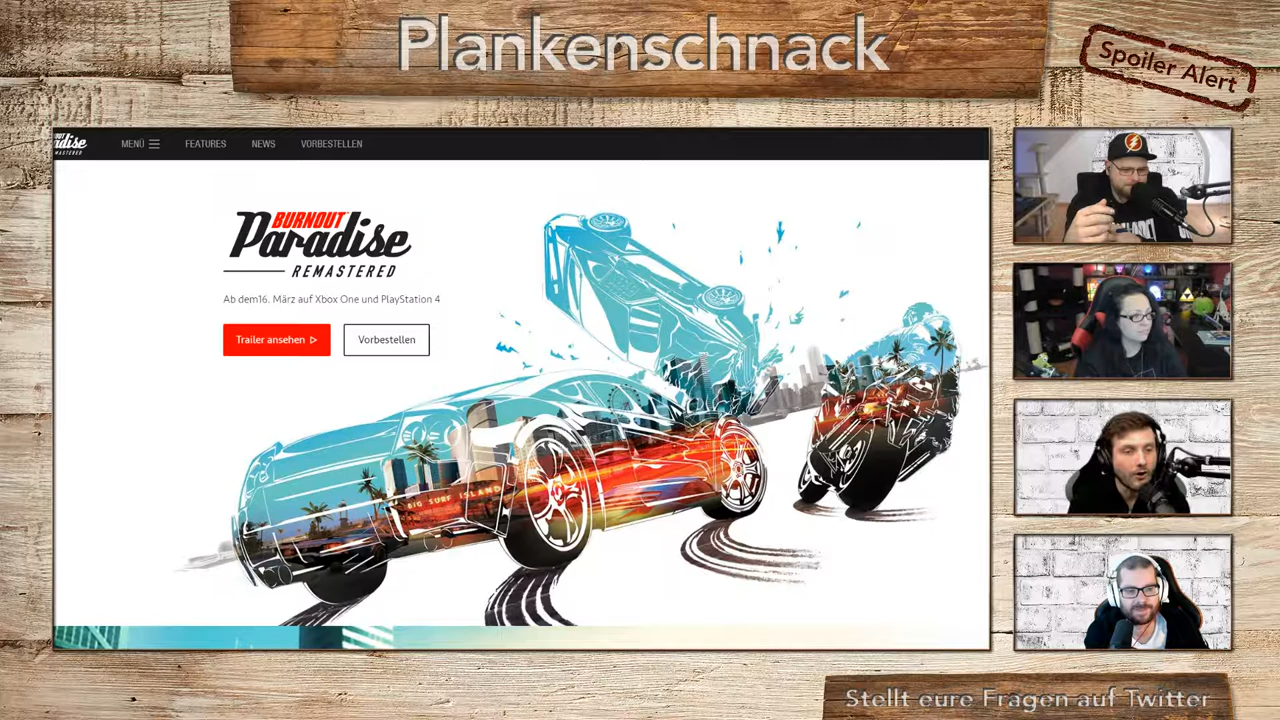 Plankenschnack
Spoiler Alert
MENÜ FEATURES NEWS VORBESTELLEN
BURNOUT
Paradise
REMASTERED
Ab dem16. März auf Xbox One und PlayStation 4
Trailer ansehen Vorbestellen
BIG SURF ISLAND
Stellt eure Fragen auf Twitter